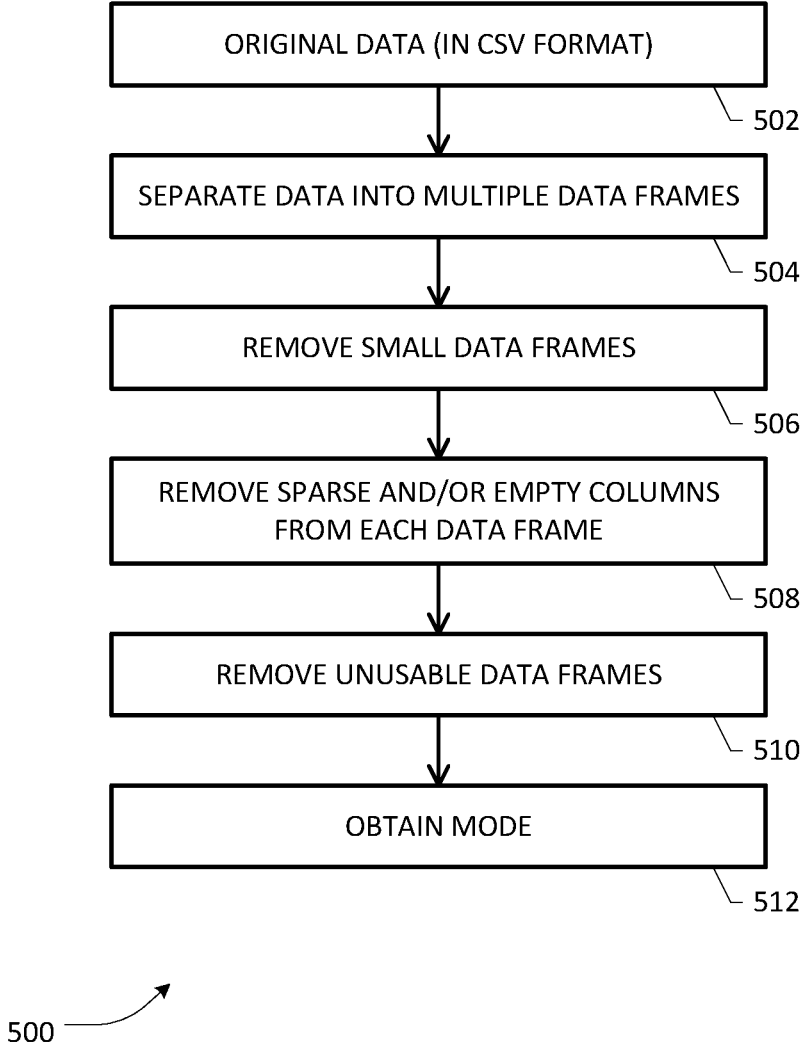 ORIGINAL DATA (IN CSV FORMAT)
502
SEPARATE DATA INTO MULTIPLE DATA FRAMES
504
REMOVE SMALL DATA FRAMES
506
REMOVE SPARSE AND/OR EMPTY COLUMNS
FROM EACH DATA FRAME
508
REMOVE UNUSABLE DATA FRAMES
510
OBTAIN MODE
512
500